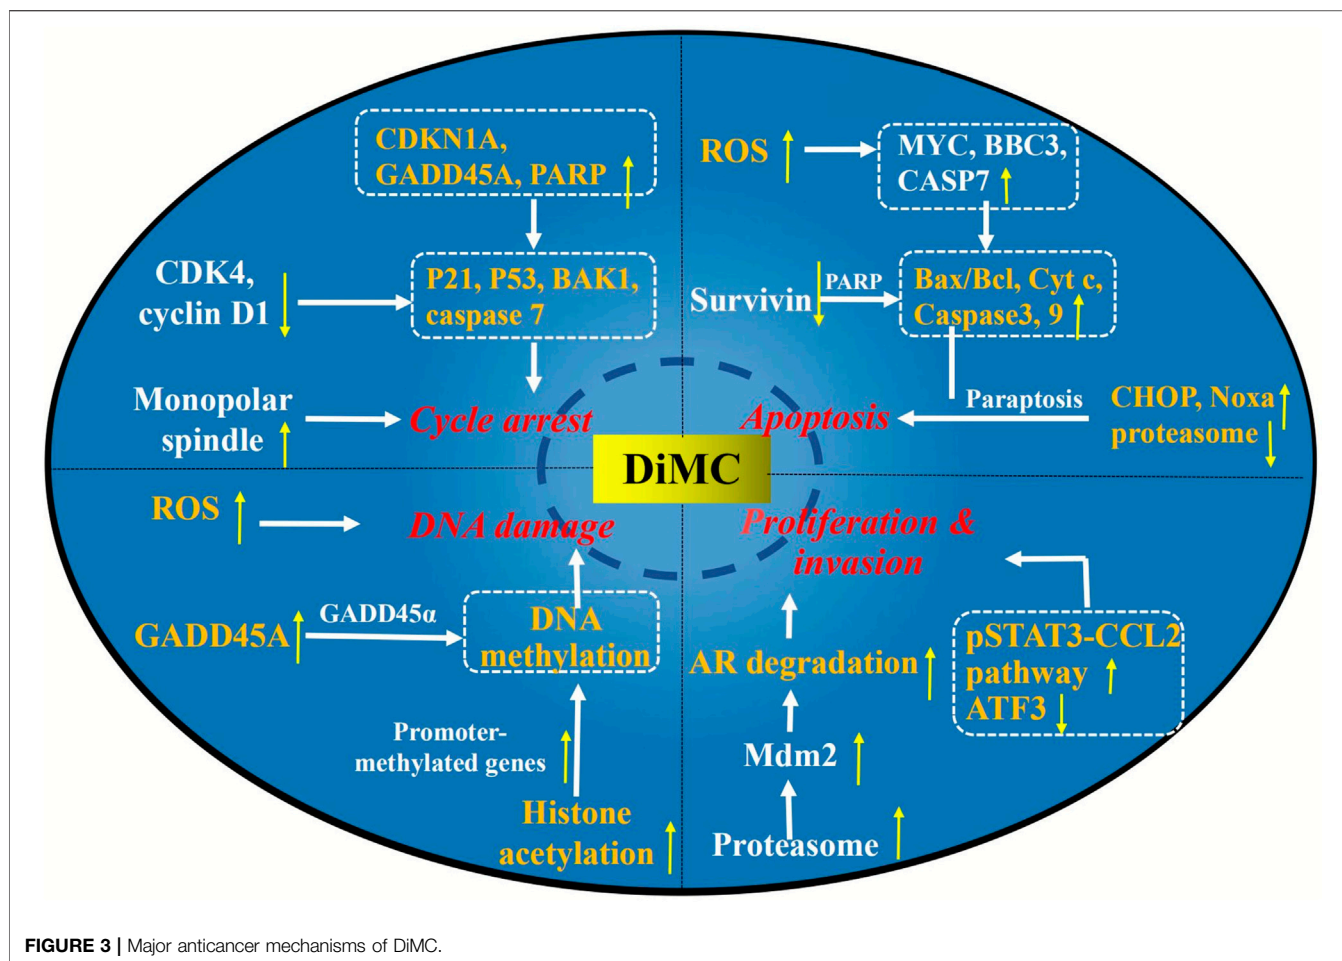 CDKN1A,
GADD45A, PARP
CDK4,
cyclin D1
P21, P53, BAK1,
caspase 7
Monopolar
spindle
Cycle arrest
ROS
MYC, BBC3,
CASP7
Survivin
PARP
Bax/Bcl, Cyt c,
Caspase3, 9
Apoptosis
Paraptosis
CHOP, Noxa
proteasome
DiMC
ROS
DNA damage
GADD45A
GADD45α
DNA
methylation
Promoter-
methylated genes
Histone
acetylation
Proliferation &
invasion
AR degradation
pSTAT3-CCL2
pathway
ATF3
Mdm2
Proteasome
FIGURE 3 | Major anticancer mechanisms of DiMC.